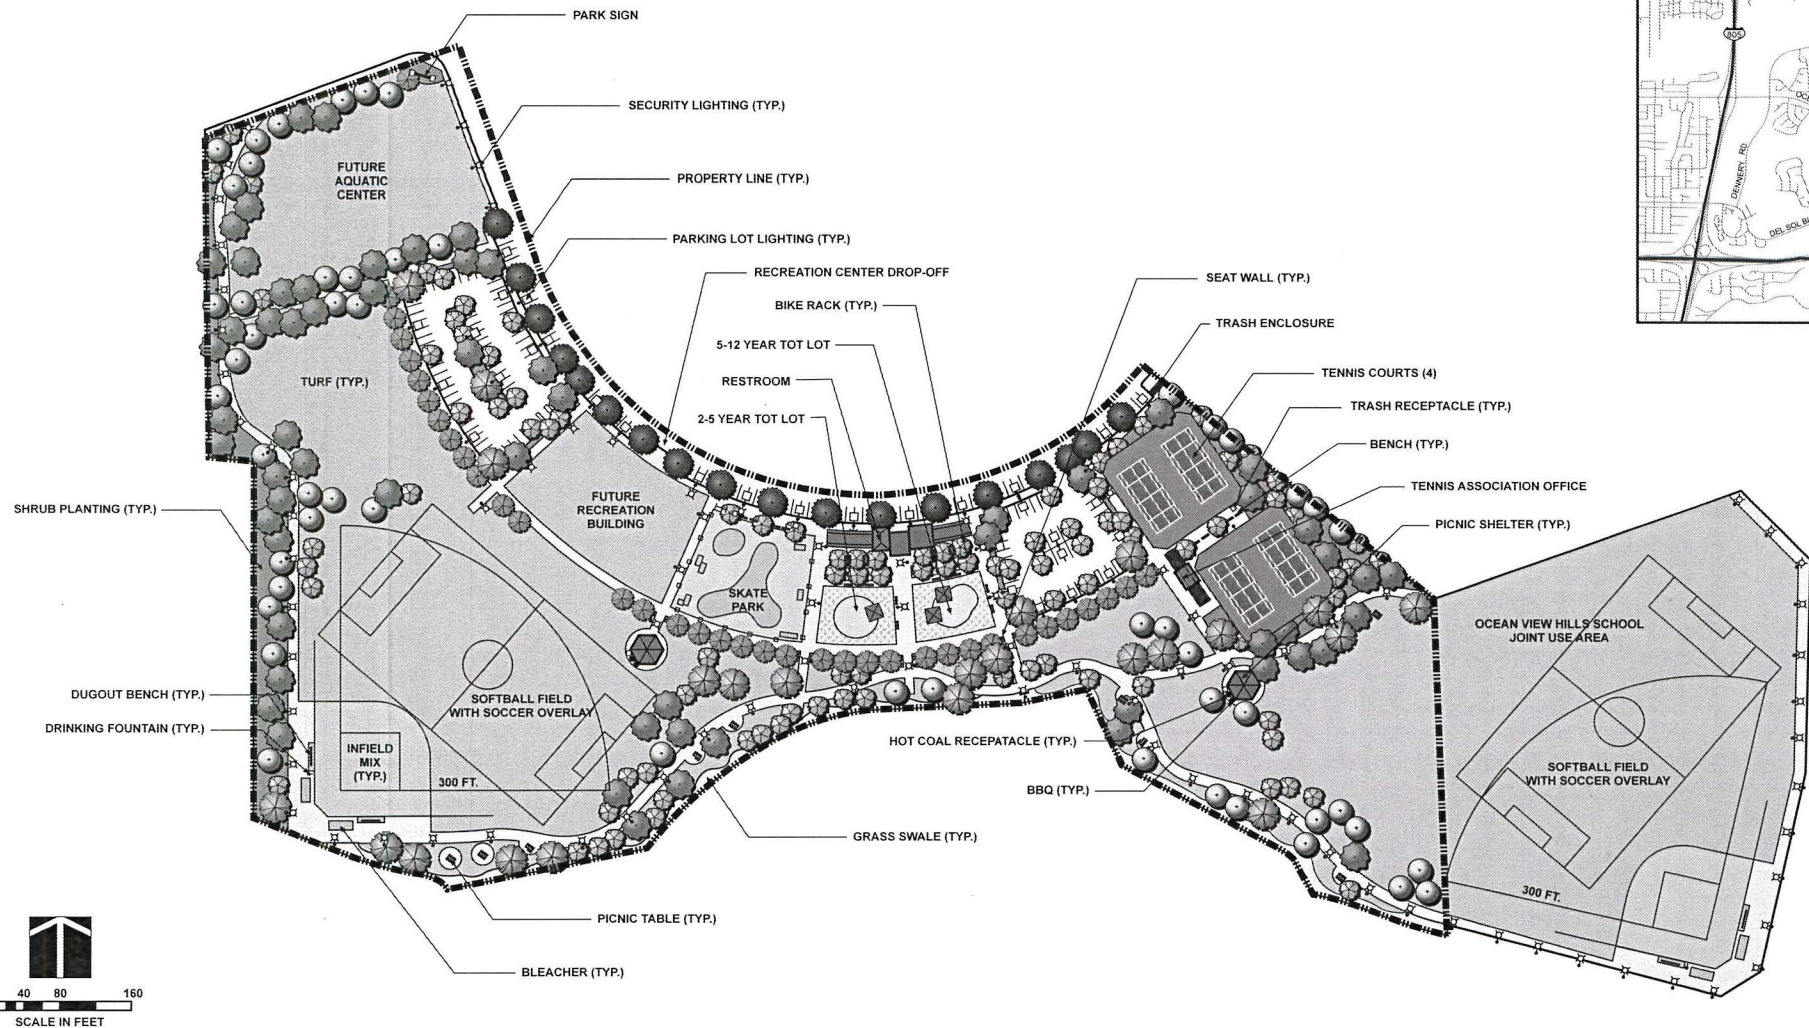 PARK SIGN
SECURITY LIGHTING (TYP.)
PROPERTY LINE (TYP.)
PARKING LOT LIGHTING (TYP.)
RECREATION CENTER DROP-OFF
BIKE RACK (TYP.)
5-12 YEAR TOT LOT
RESTROOM
2-5 YEAR TOT LOT
SEAT WALL (TYP.)
TRASH ENCLOSURE
TENNIS COURTS (4)
TRASH RECEPTACLE (TYP.)
BENCH (TYP.)
TENNIS ASSOCIATION OFFICE
PICNIC SHELTER (TYP.)
805
DENNERY RD
DEL SOL
FUTURE
AQUATIC
CENTER
TURF (TYP.)
FUTURE
RECREATION
BUILDING
SKATE
PARK
SHRUB PLANTING (TYP.)
DUGOUT BENCH (TYP.)
DRINKING FOUNTAIN (TYP.)
SOFTBALL FIELD
WITH SOCCER OVERLAY
INFIELD
MIX
(TYP.)
300 FT.
OCEAN VIEW HILLS SCHOOL
JOINT USE AREA
SOFTBALL FIELD
WITH SOCCER OVERLAY
300 FT.
HOT COAL RECEPATACLE (TYP.)
BBQ (TYP.)
GRASS SWALE (TYP.)
PICNIC TABLE (TYP.)
BLEACHER (TYP.)
40 80 160
SCALE IN FEET